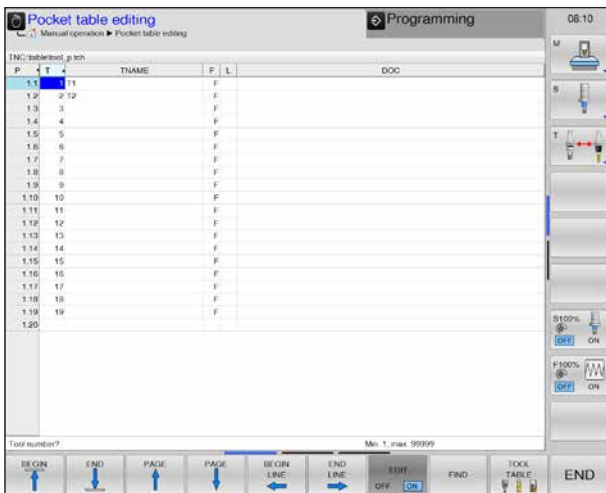 Pocket table editing
Manual operation ▶ Pocket table editing
Programming
08:10
TNC:\table\tool_p.tch
P T TNAME F L DOC
1.1 1 T1 F
1.2 2 T2 F
1.3 3 F
1.4 4 F
1.5 5 F
1.6 6 F
1.7 7 F
1.8 8 F
1.9 9 F
1.10 10 F
1.11 11 F
1.12 12 F
1.13 13 F
1.14 14 F
1.15 15 F
1.16 16 F
1.17 17 F
1.18 18 F
1.19 19 F
1.20
Tool number? Min. 1, max. 99999
M
S
T
S100%
OFF ON
F100%
OFF ON
BEGIN
END
PAGE
PAGE
BEGIN
LINE
END
LINE
EDIT
OFF ON
FIND
TOOL
TABLE
END